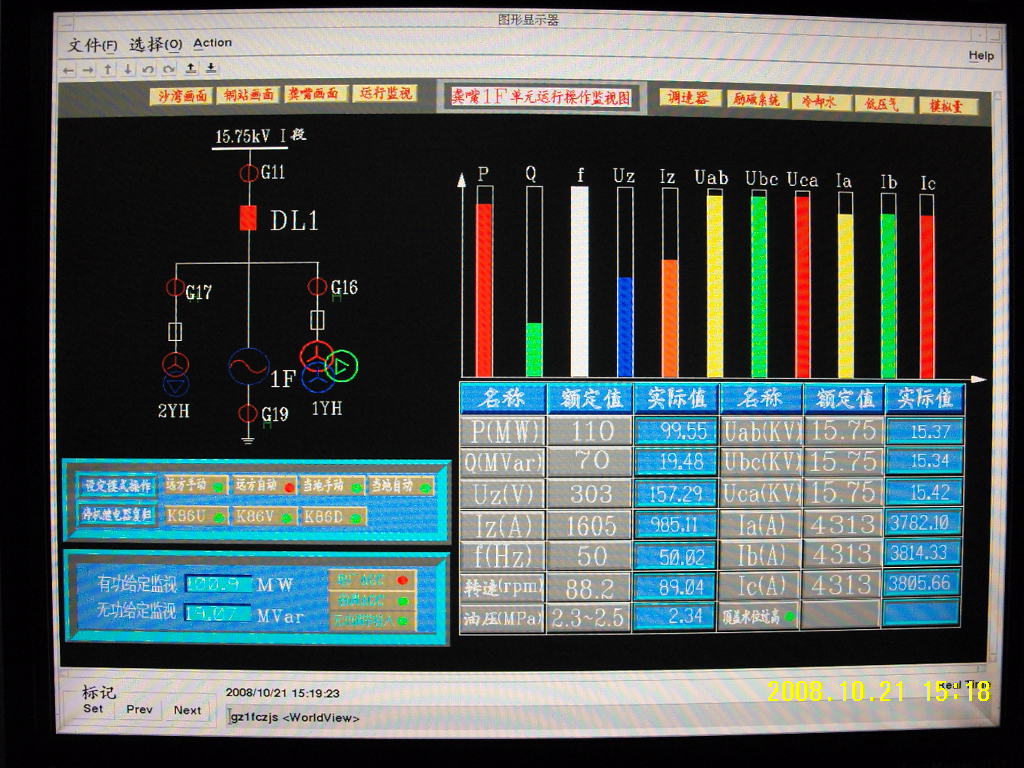 图形显示器
文件(F) 选择(O) Action
Help
沙湾画面 铜站画面 龚嘴画面 运行监视 龚嘴1F单元运行操作监视图 调速器 励磁系统 冷却水 低压气 模拟量
15.75kV I 段
G11
DL1
G17
G16
1F
2YH
1YH
G19
P Q f Uz Iz Uab Ubc Uca Ia Ib Ic
名称 额定值 实际值 名称 额定值 实际值
P(MW) 110 99.55 Uab(KV) 15.75 15.37
Q(MVar) 70 19.48 Ubc(KV) 15.75 15.34
Uz(V) 303 157.29 Uca(KV) 15.75 15.42
Iz(A) 1605 985.11 Ia(A) 4313 3782.10
f(Hz) 50 50.02 Ib(A) 4313 3814.33
转速(rpm) 88.2 89.04 Ic(A) 4313 3805.66
油压(MPa) 2.3~2.5 2.34 顶盖水位过高
设定模式操作 远方手动 远方自动 当地手动 当地自动
停机继电器复归 K86U K86V K86D
有功给定监视 MW
无功给定监视 MVar
标记
Set Prev Next
2008/10/21 15:19:23
gz1fczjs <WorldView>
Real Time
2008.10.21 15:18